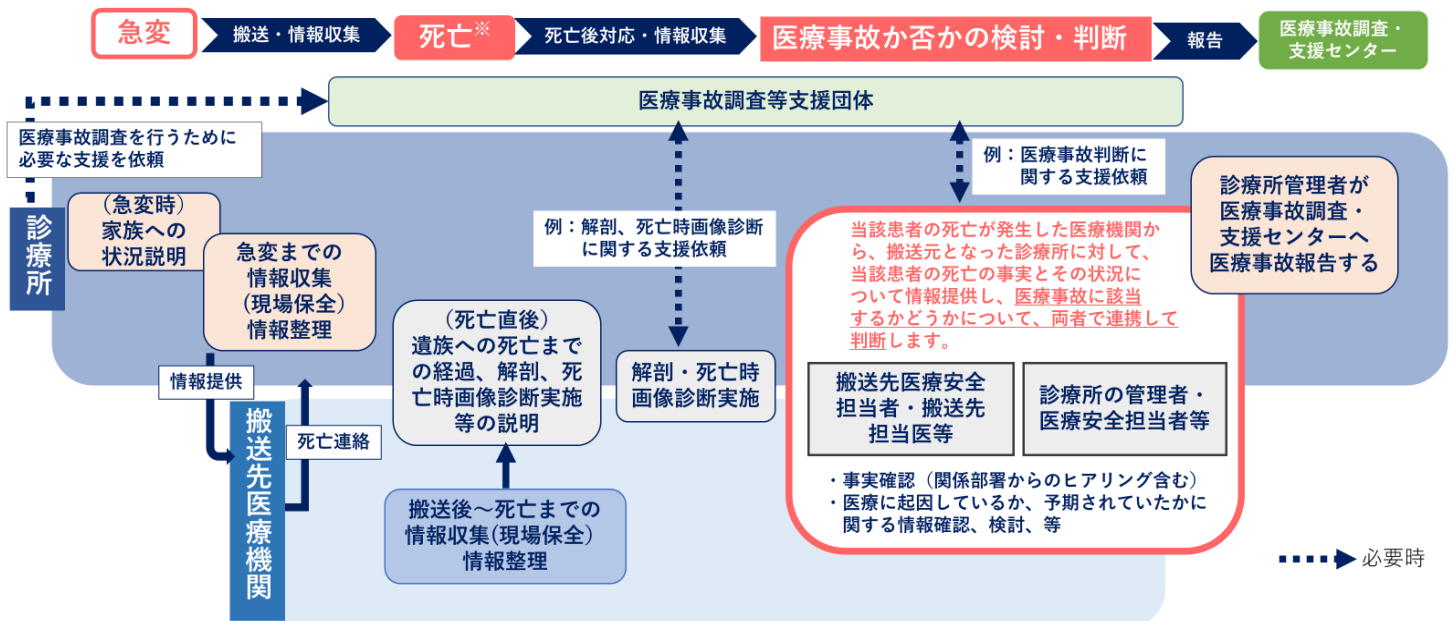 急変
搬送・情報収集
死亡※
死亡後対応・情報収集
医療事故か否かの検討・判断
報告
医療事故調査・
支援センター
医療事故調査等支援団体
医療事故調査を行うために
必要な支援を依頼
例：医療事故判断に
関する支援依頼
診療所
（急変時）
家族への
状況説明
急変までの
情報収集
（現場保全）
情報整理
例：解剖、死亡時画像診断
に関する支援依頼
診療所管理者が
医療事故調査・
支援センターへ
医療事故報告する
当該患者の死亡が発生した医療機関か
ら、搬送元となった診療所に対して、
当該患者の死亡の事実とその状況に
ついて情報提供し、医療事故に該当
するかどうかについて、両者で連携して
判断します。
（死亡直後）
遺族への死亡まで
の経過、解剖、死
亡時画像診断実施
等の説明
解剖・死亡時
画像診断実施
搬送先医療安全
担当者・搬送先
担当医等
診療所の管理者・
医療安全担当者等
情報提供
死亡連絡
搬送先医療機関
搬送後～死亡までの
情報収集(現場保全）
情報整理
・事実確認（関係部署からのヒアリング含む）
・医療に起因しているか、予期されていたかに
関する情報確認、検討、等
必要時